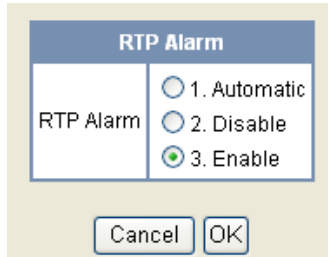 RTP Alarm
RTP Alarm
1. Automatic
2. Disable
3. Enable
Cancel
OK